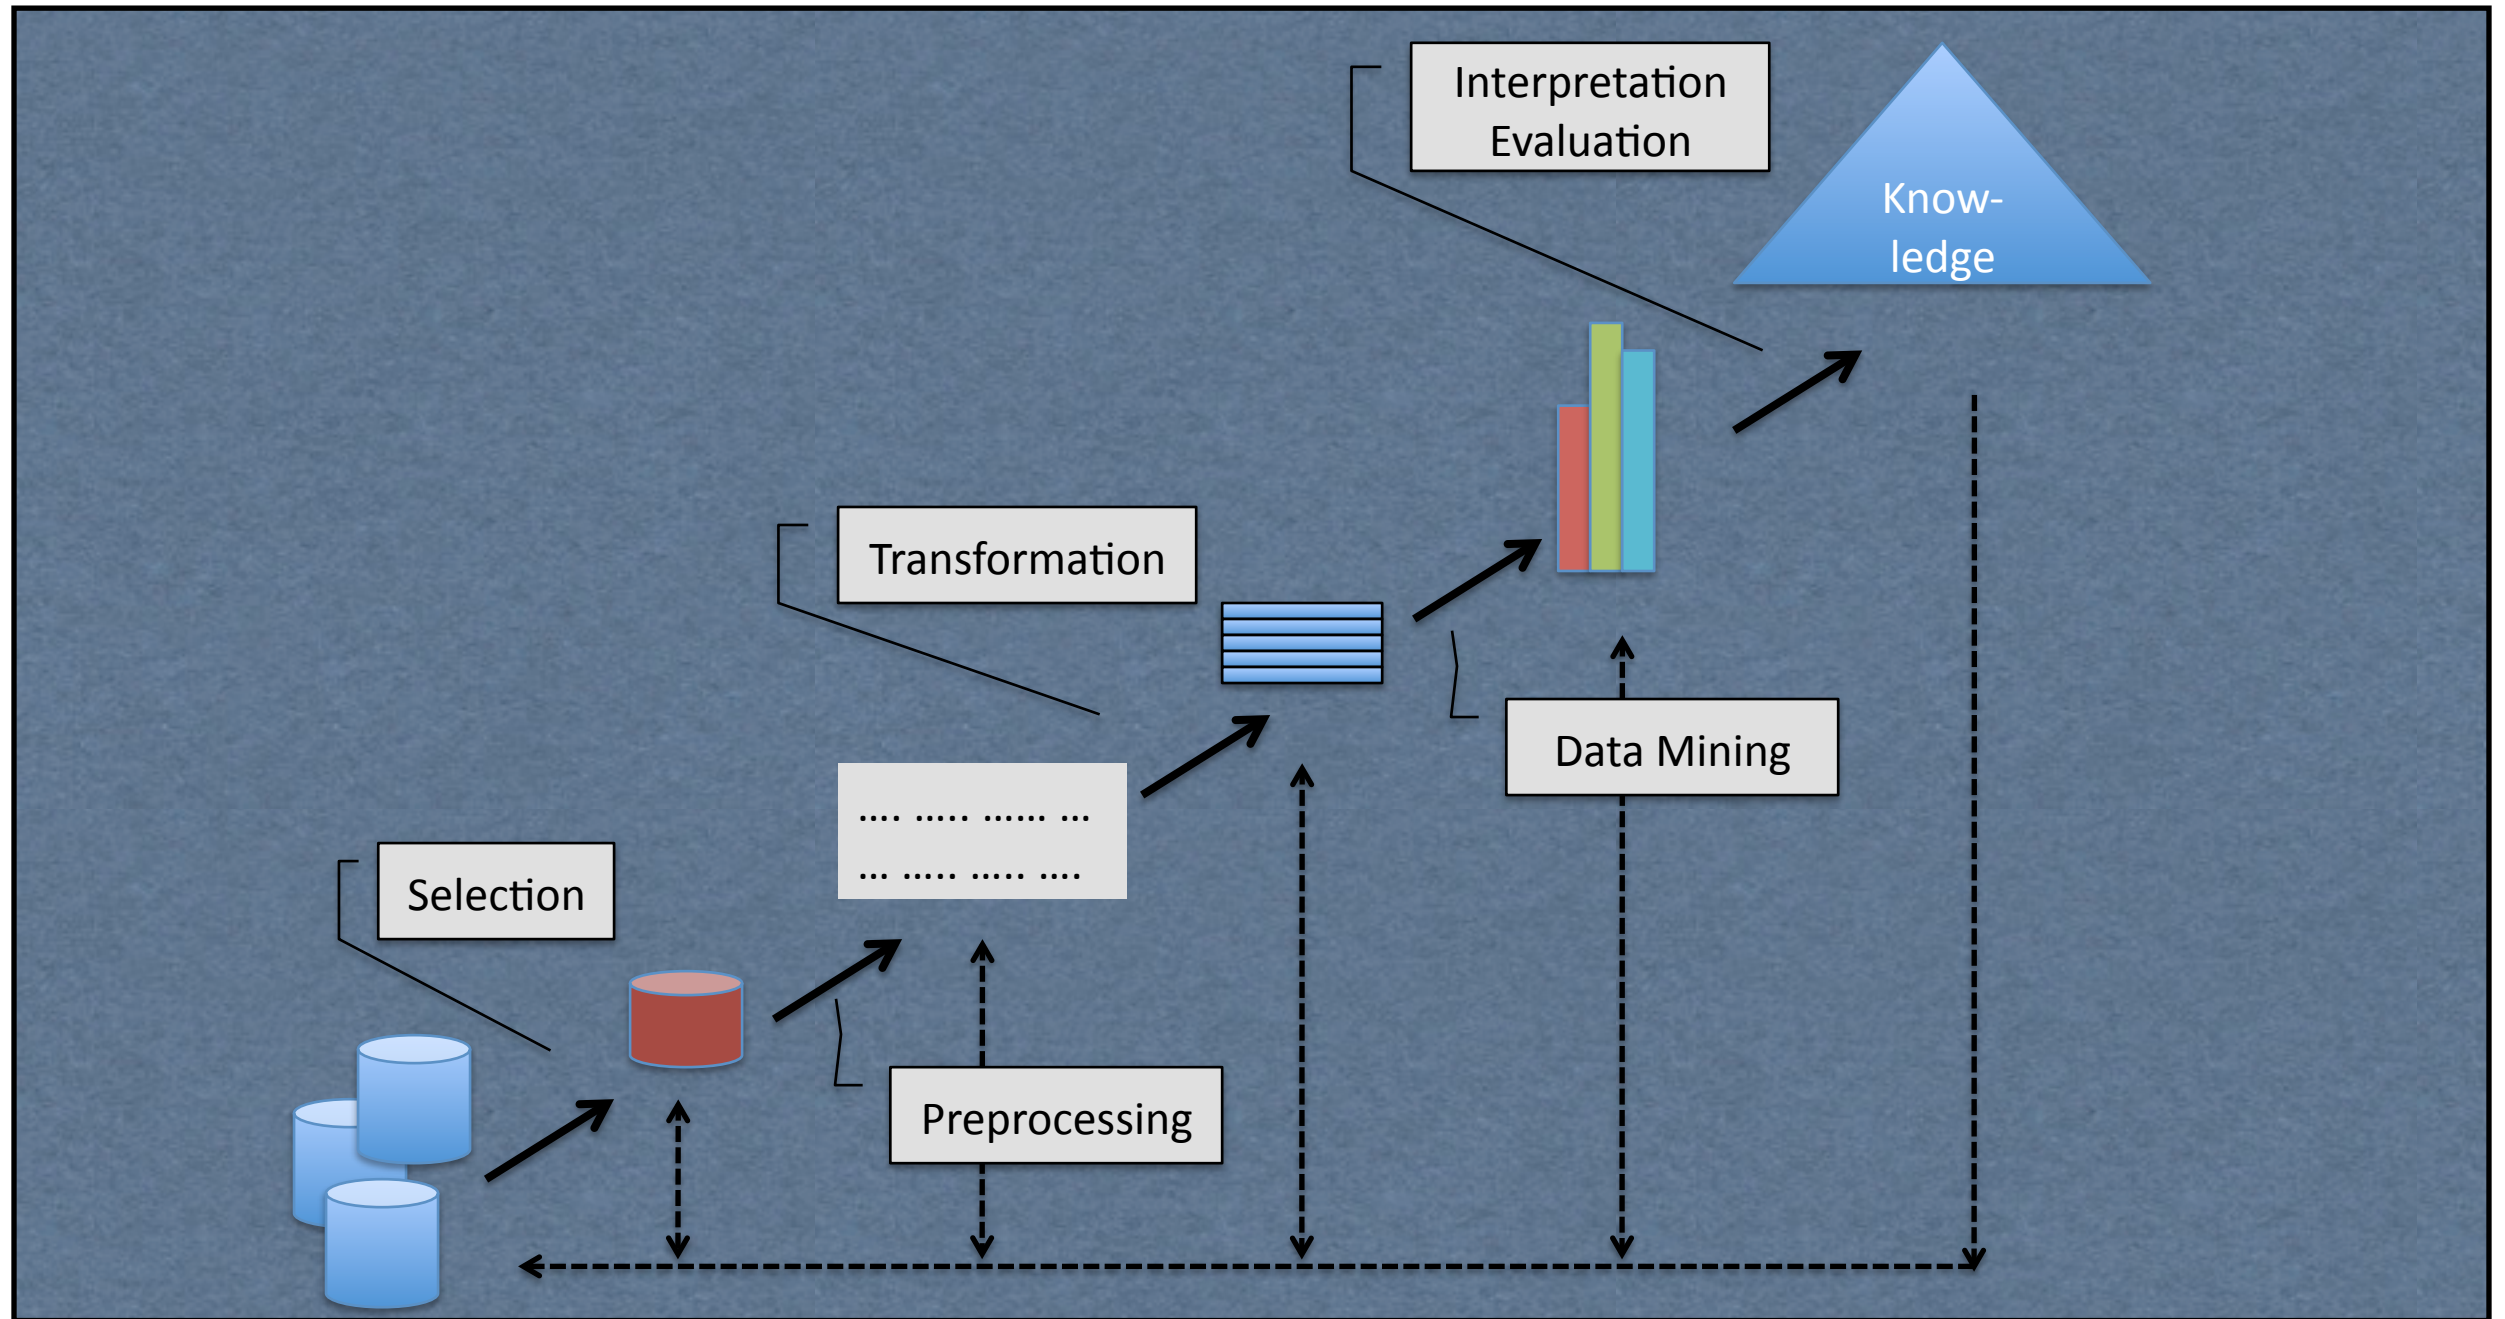 Interpretation
Evaluation
Know-
ledge
Transformation
Data Mining
.... ..... ...... ...
... ..... ..... ....
Selection
Preprocessing